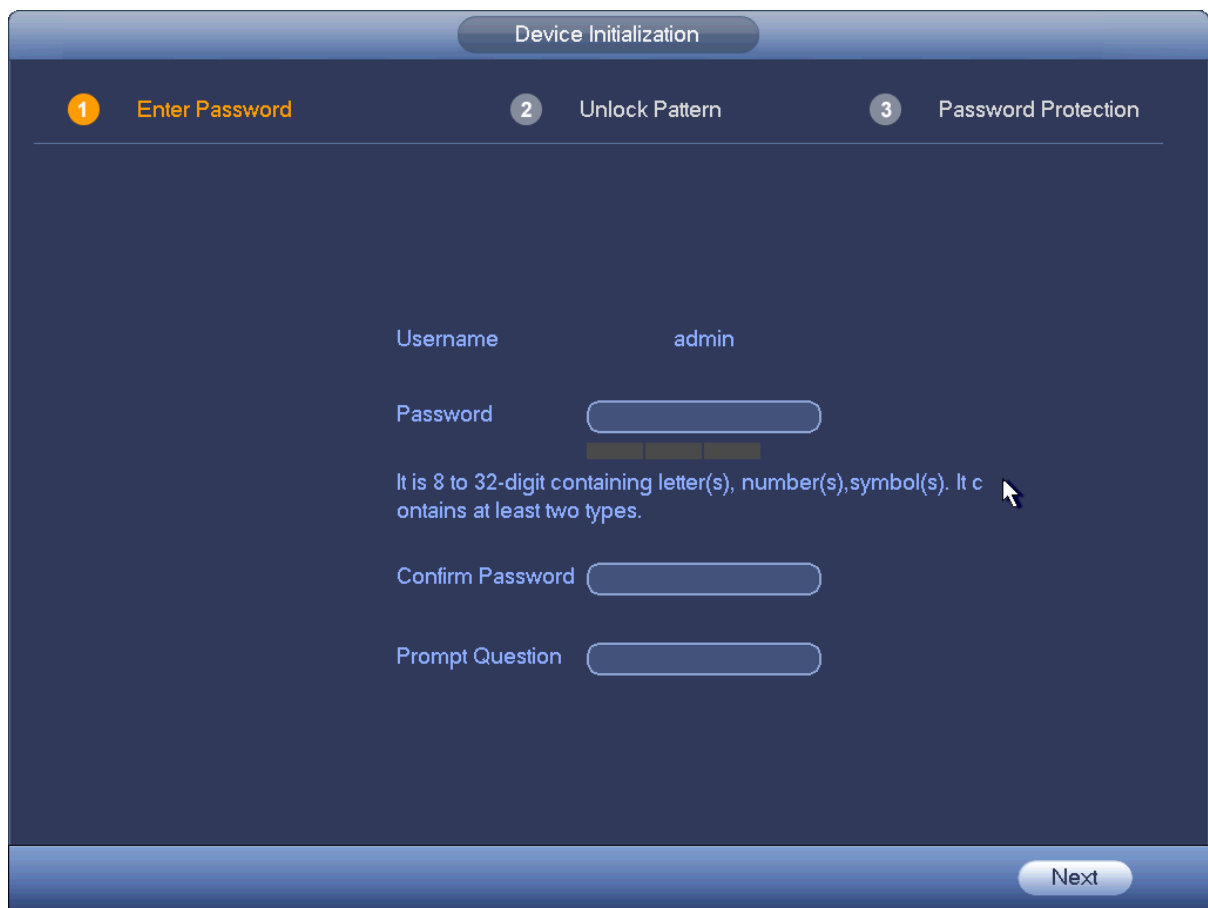 Device Initialization
1 Enter Password 2 Unlock Pattern 3 Password Protection
Username admin
Password
It is 8 to 32-digit containing letter(s), number(s),symbol(s). It c
ontains at least two types.
Confirm Password
Prompt Question
Next